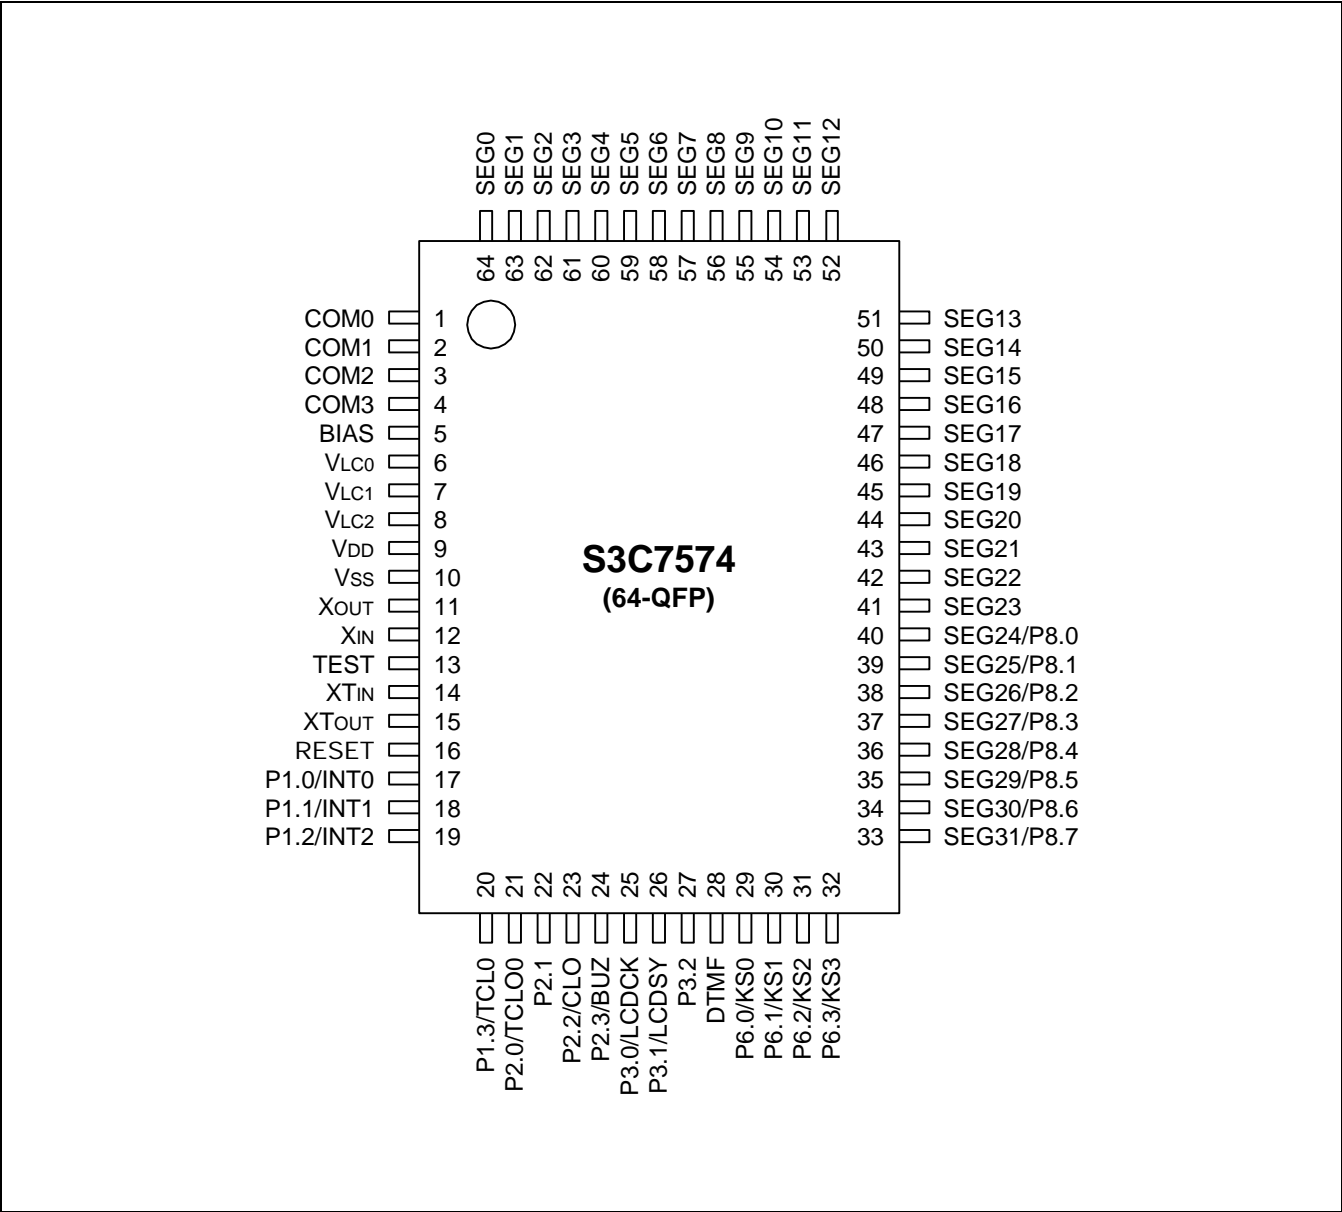 SEG0
SEG1
SEG2
SEG3
SEG4
SEG5
SEG6
SEG7
SEG8
SEG9
SEG10
SEG11
SEG12
64
63
62
61
60
59
58
57
56
55
54
53
52
COM0 1
COM1 2
COM2 3
COM3 4
BIAS 5
VLC0 6
VLC1 7
VLC2 8
VDD 9
VSS 10
XOUT 11
XIN 12
TEST 13
XTIN 14
XTOUT 15
RESET 16
P1.0/INT0 17
P1.1/INT1 18
P1.2/INT2 19
S3C7574
(64-QFP)
51 SEG13
50 SEG14
49 SEG15
48 SEG16
47 SEG17
46 SEG18
45 SEG19
44 SEG20
43 SEG21
42 SEG22
41 SEG23
40 SEG24/P8.0
39 SEG25/P8.1
38 SEG26/P8.2
37 SEG27/P8.3
36 SEG28/P8.4
35 SEG29/P8.5
34 SEG30/P8.6
33 SEG31/P8.7
20
21
22
23
24
25
26
27
28
29
30
31
32
P1.3/TCL0
P2.0/TCLO0
P2.1
P2.2/CLO
P2.3/BUZ
P3.0/LCDCK
P3.1/LCDSY
P3.2
DTMF
P6.0/KS0
P6.1/KS1
P6.2/KS2
P6.3/KS3